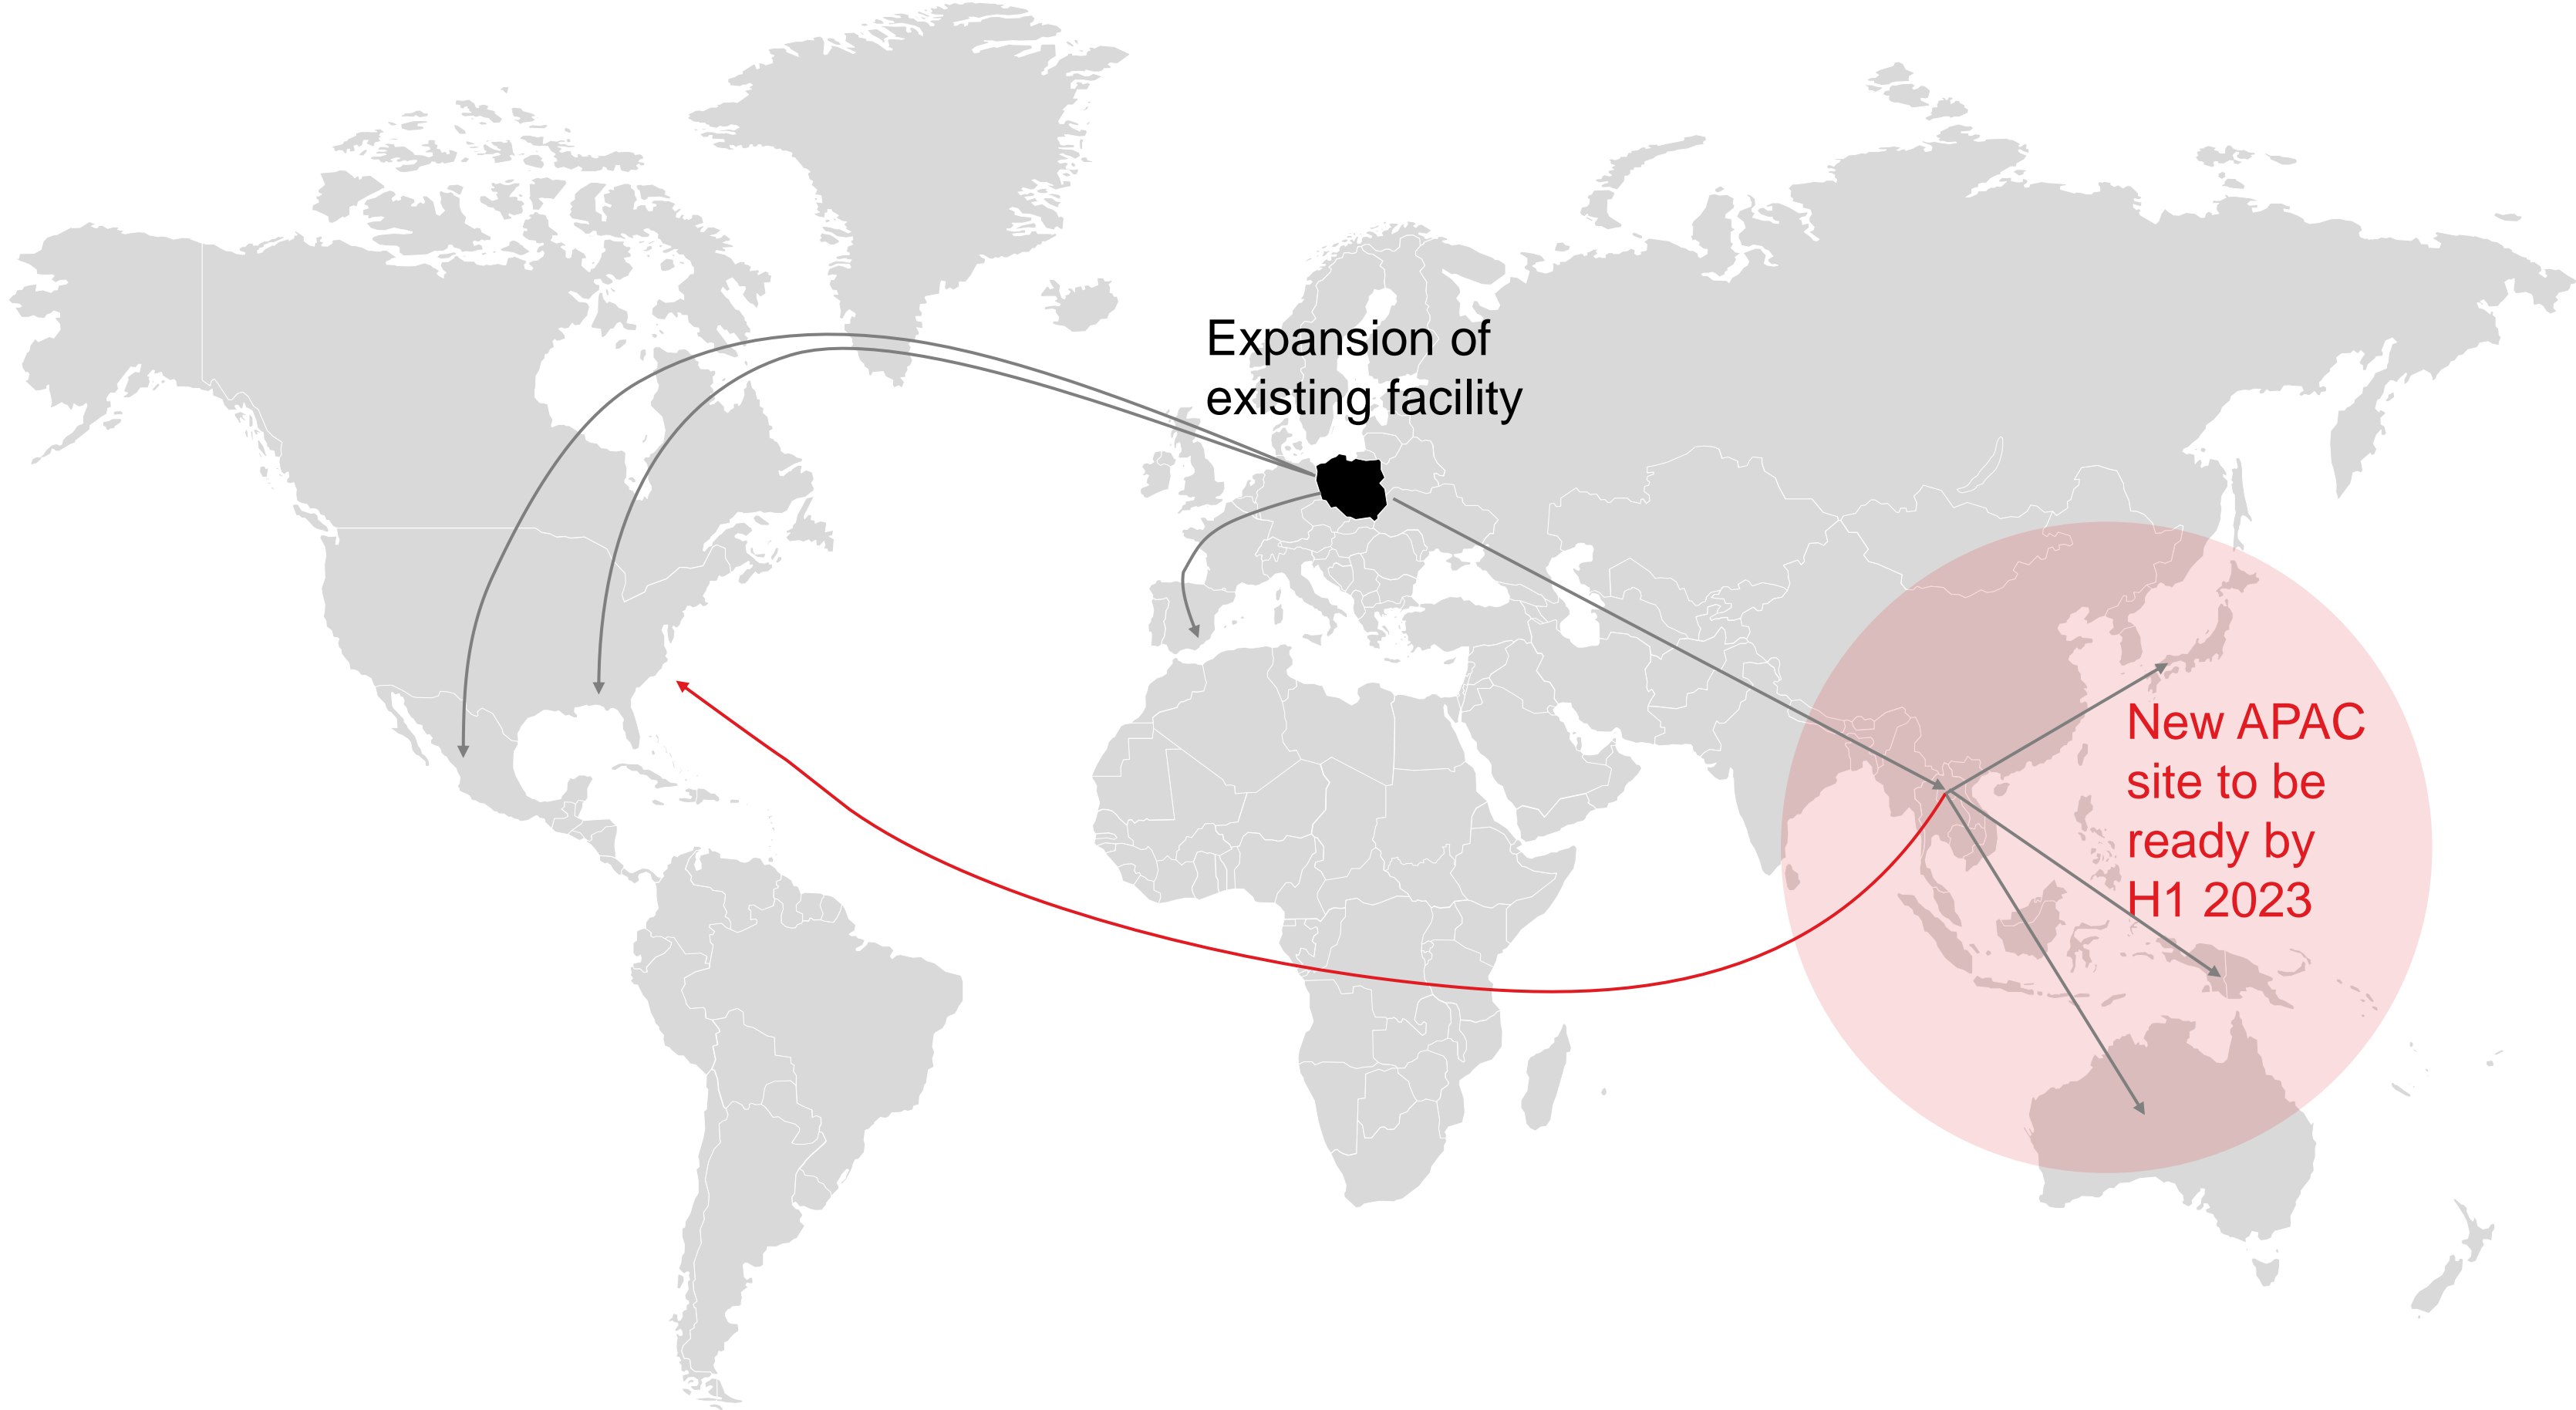 Expansion of
existing facility
New APAC
site to be
ready by
H1 2023